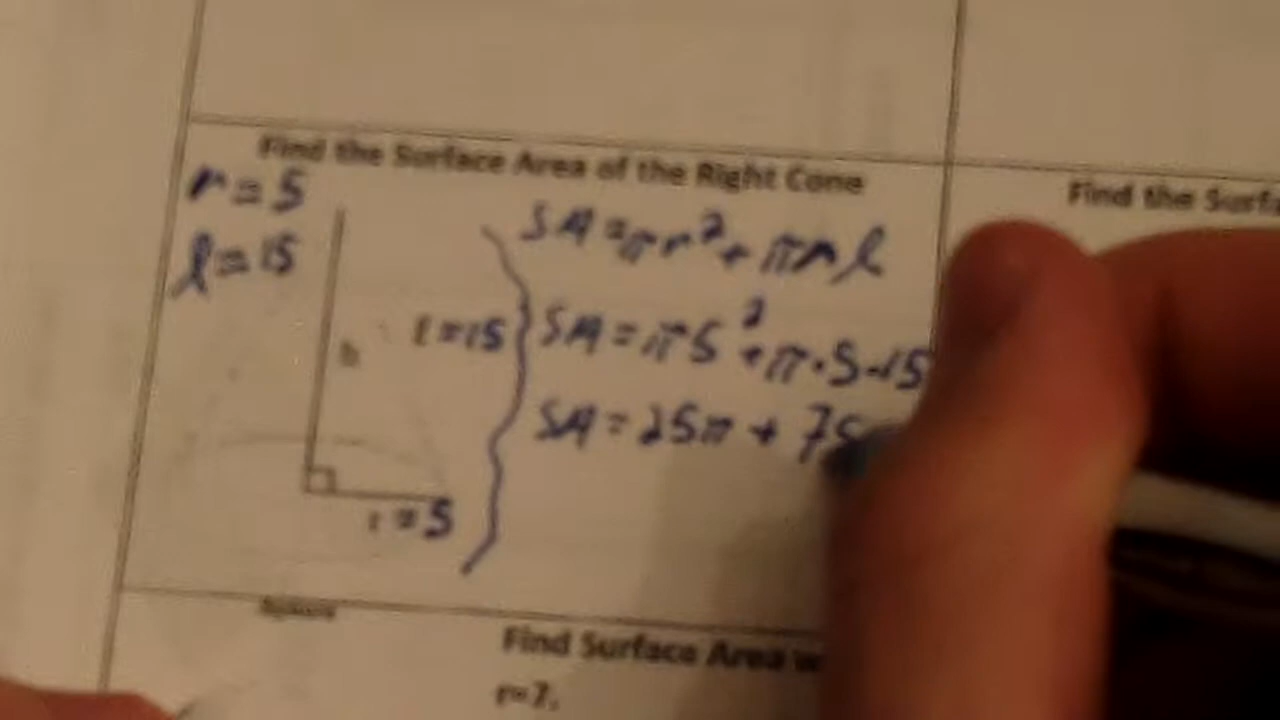 Find the Surface Area of the Right Cone
r = 5
l = 15
SA = πr² + πrl
l = 15
SA = π5² + π·5·15
SA = 25π + 75
h
r = 5
Find the Surfa
Sphere
Find Surface Area w
r=7.